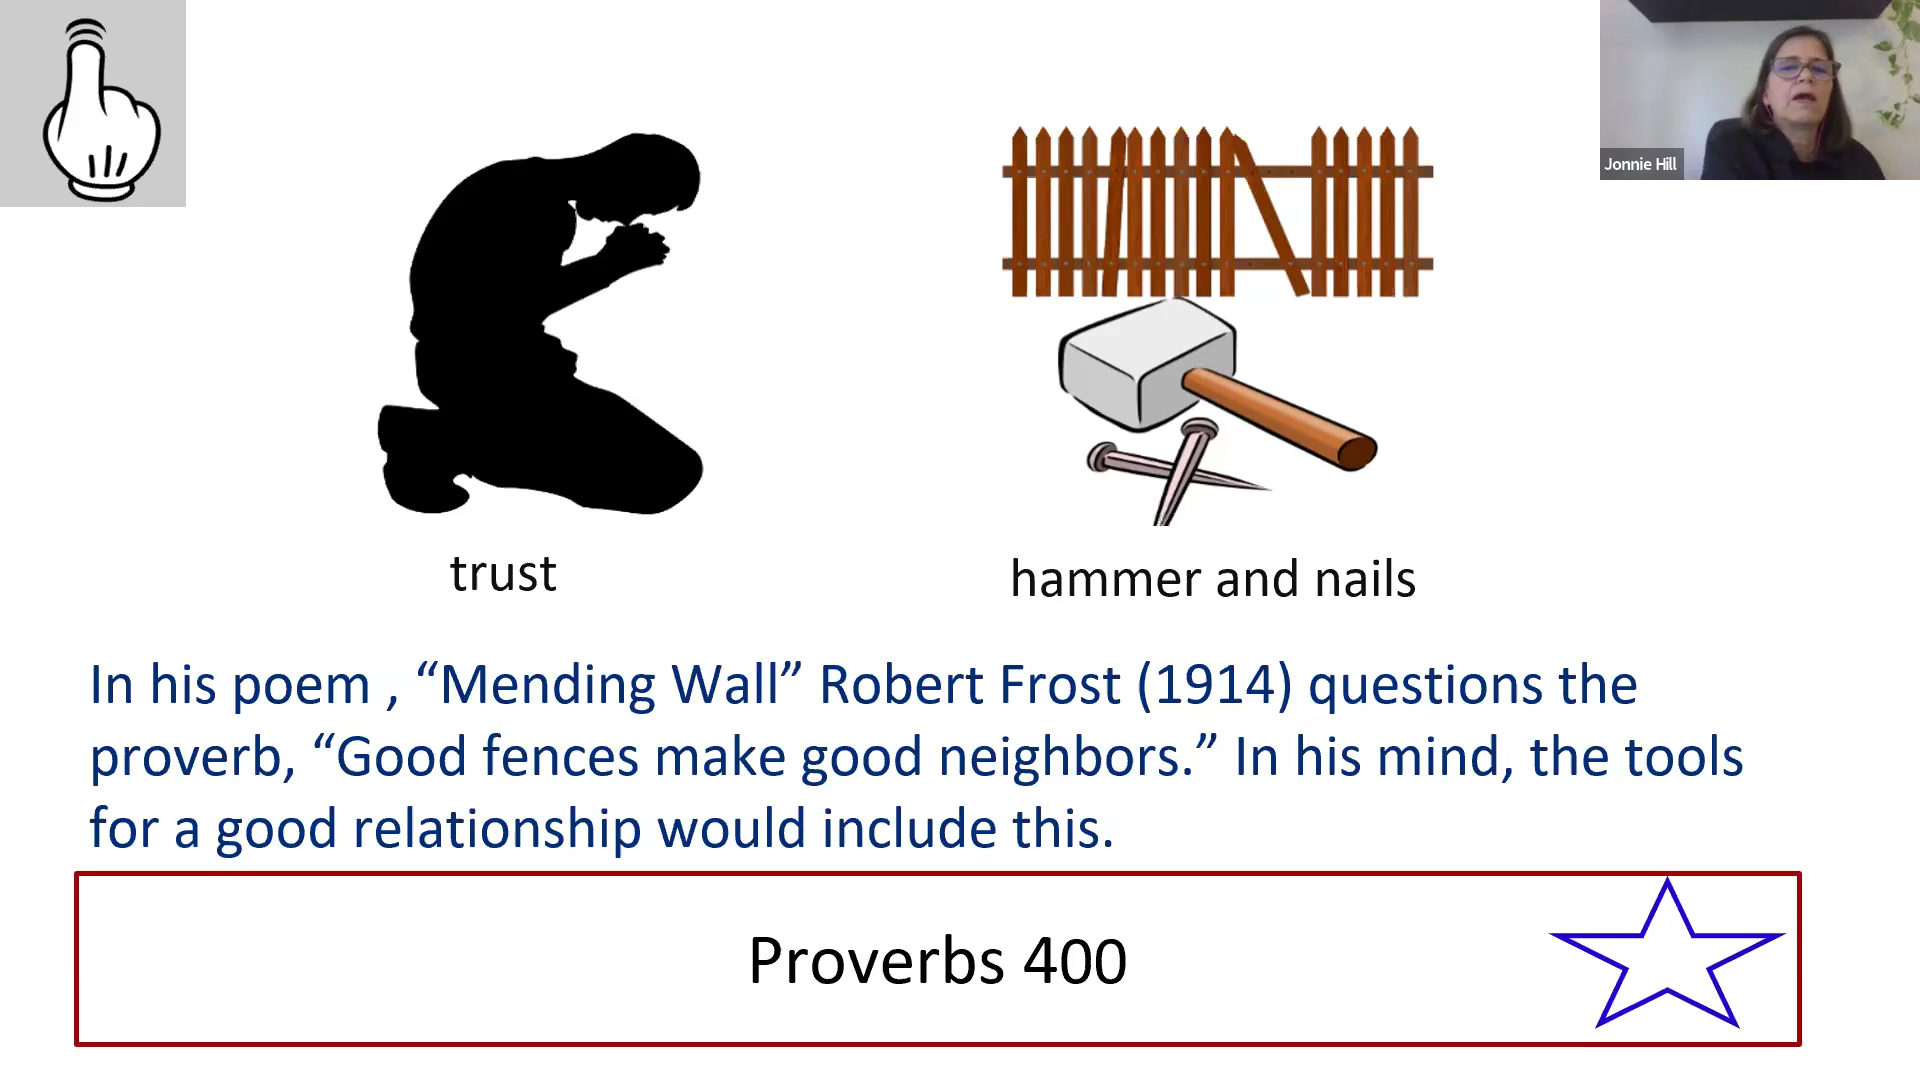 Jonnie Hill
trust
hammer and nails
In his poem , “Mending Wall” Robert Frost (1914) questions the
proverb, “Good fences make good neighbors.” In his mind, the tools
for a good relationship would include this.
Proverbs 400